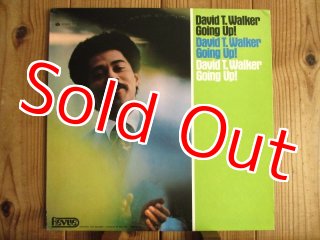 David T. Walker
Going Up!
David T. Walker
Going Up!
David T. Walker
Going Up!
Sold Out